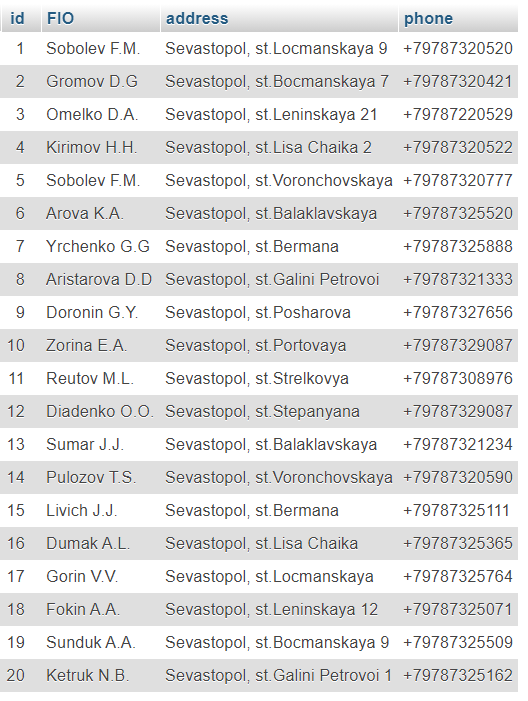 id FIO address phone
1 Sobolev F.M. Sevastopol, st.Locmanskaya 9 +79787320520
2 Gromov D.G Sevastopol, st.Bocmanskaya 7 +79787320421
3 Omelko D.A. Sevastopol, st.Leninskaya 21 +79787220529
4 Kirimov H.H. Sevastopol, st.Lisa Chaika 2 +79787320522
5 Sobolev F.M. Sevastopol, st.Voronchovskaya +79787320777
6 Arova K.A. Sevastopol, st.Balaklavskaya +79787325520
7 Yrchenko G.G Sevastopol, st.Bermana +79787325888
8 Aristarova D.D Sevastopol, st.Galini Petrovoi +79787321333
9 Doronin G.Y. Sevastopol, st.Posharova +79787327656
10 Zorina E.A. Sevastopol, st.Portovaya +79787329087
11 Reutov M.L. Sevastopol, st.Strelkovya +79787308976
12 Diadenko O.O. Sevastopol, st.Stepanyana +79787329087
13 Sumar J.J. Sevastopol, st.Balaklavskaya +79787321234
14 Pulozov T.S. Sevastopol, st.Voronchovskaya +79787320590
15 Livich J.J. Sevastopol, st.Bermana +79787325111
16 Dumak A.L. Sevastopol, st.Lisa Chaika +79787325365
17 Gorin V.V. Sevastopol, st.Locmanskaya +79787325764
18 Fokin A.A. Sevastopol, st.Leninskaya 12 +79787325071
19 Sunduk A.A. Sevastopol, st.Bocmanskaya 9 +79787325509
20 Ketruk N.B. Sevastopol, st.Galini Petrovoi 1 +79787325162